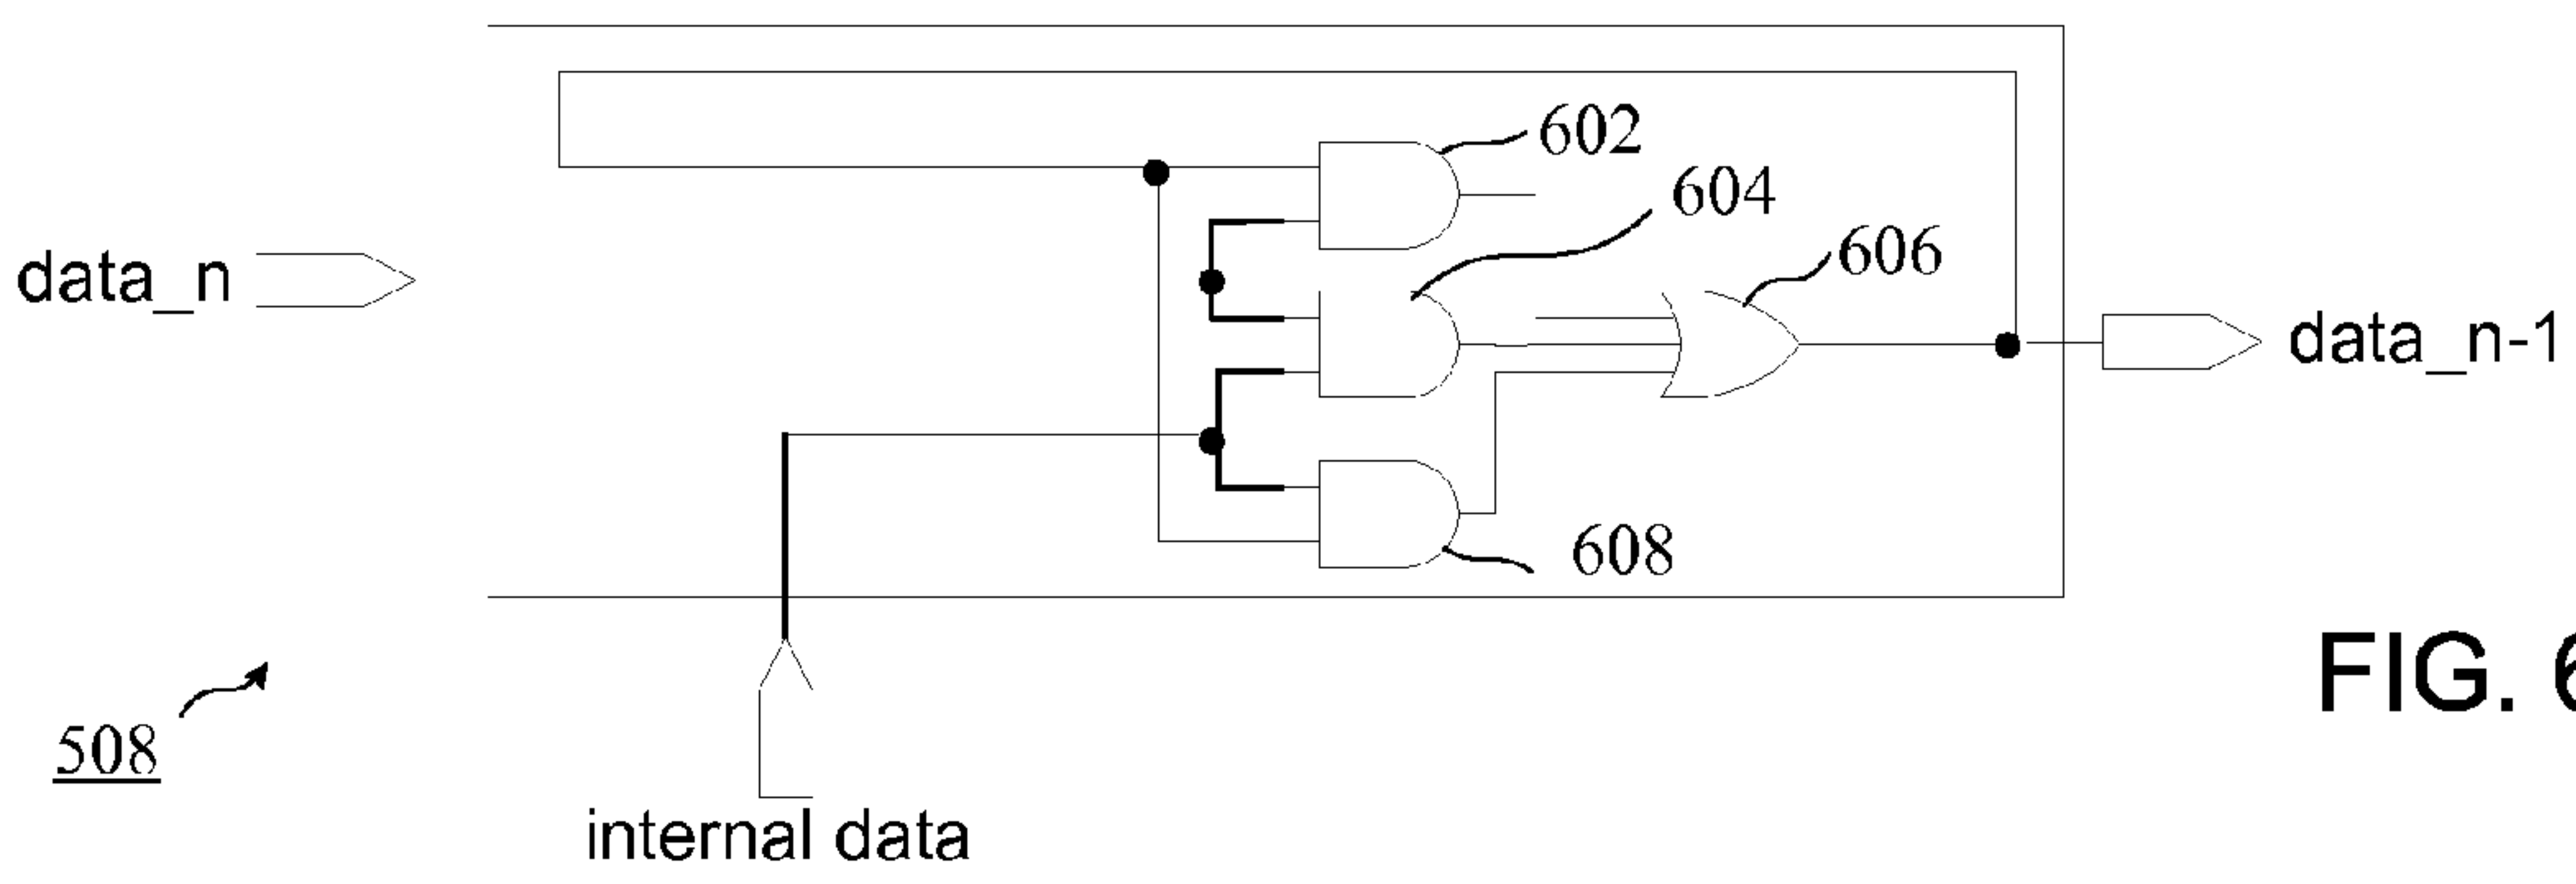 602
604
606
data_n
data_n-1
608
FIG. 6
508
internal data